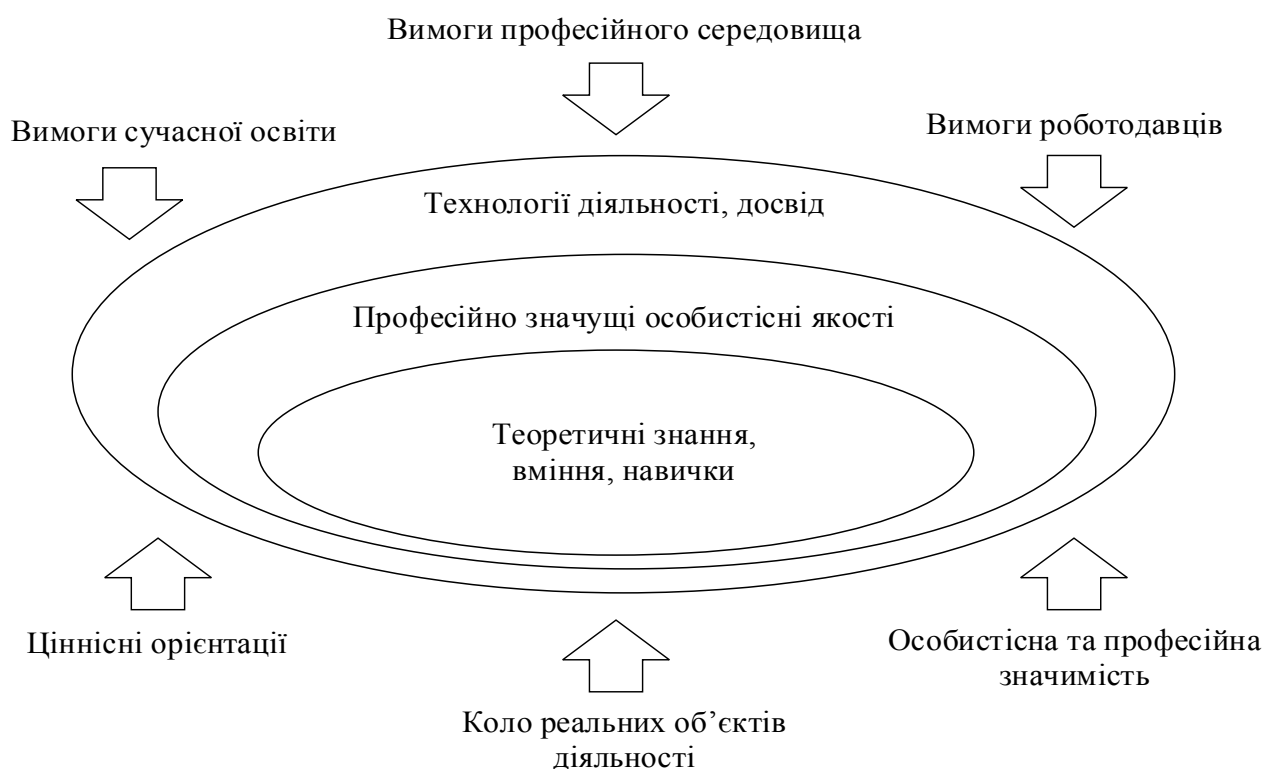 Вимоги професійного середовища
Вимоги сучасної освіти
Вимоги роботодавців
Технології діяльності, досвід
Професійно значущі особистісні якості
Теоретичні знання,
вміння, навички
Ціннісні орієнтації
Особистісна та професійна
значимість
Коло реальних об’єктів
діяльності